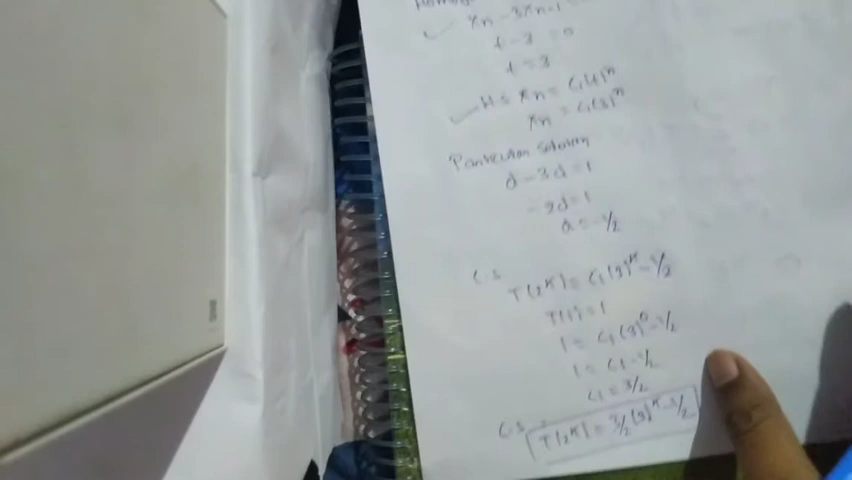 xn - 3xn-1
t - 3 = 0
t = 3
H.S xn = C1(t)^n
xn = C1(3)^n
Particular solution
d - 3d = 1
-2d = 1
d = -1/2
C.S T(2^k) = C1(3)^k - 1/2
T(1) = 1
1 = C1(3)^0 - 1/2
1 = C1 - 1/2
C1 = 3/2
C.S T(2^k) = 3/2(3)^k - 1/2